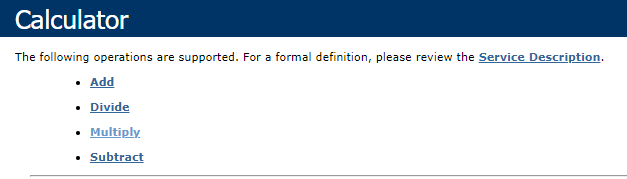 Calculator
The following operations are supported. For a formal definition, please review the Service Description.
Add
Divide
Multiply
Subtract